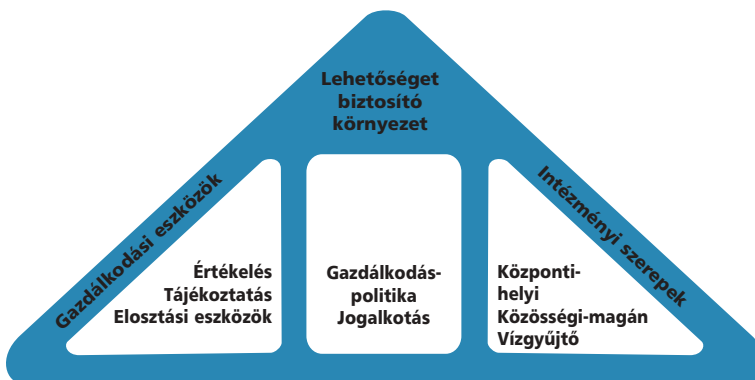 Lehetőséget
biztosító
környezet
Gazdálkodási eszközök
Értékelés
Tájékoztatás
Elosztási eszközök
Gazdálkodás-
politika
Jogalkotás
Intézményi szerepek
Központi-
helyi
Közösségi-magán
Vízgyűjtő